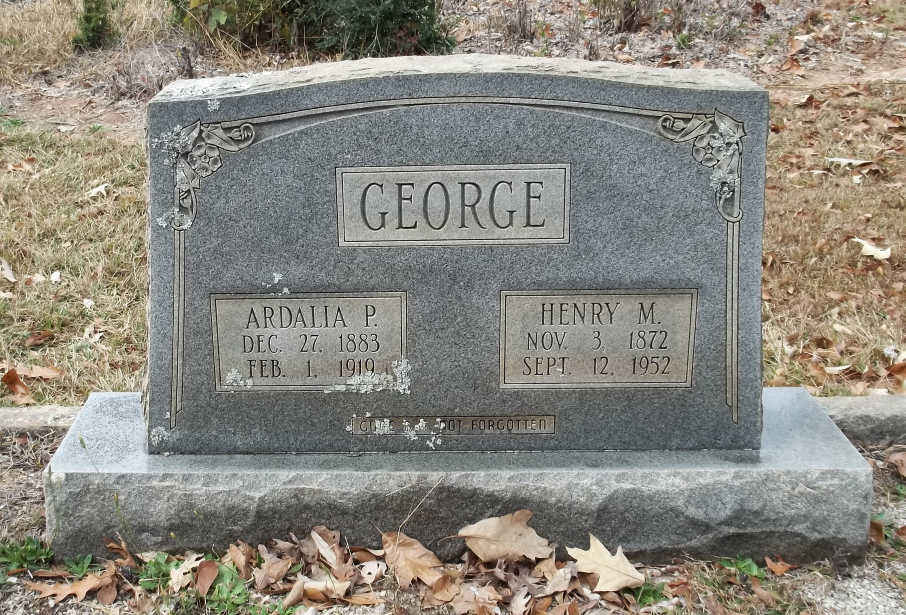 GEORGE
ARDALIA P.
DEC. 27, 1883
FEB. 1, 1919
HENRY M.
NOV. 3, 1872
SEPT. 12, 1952
FORGOTTEN